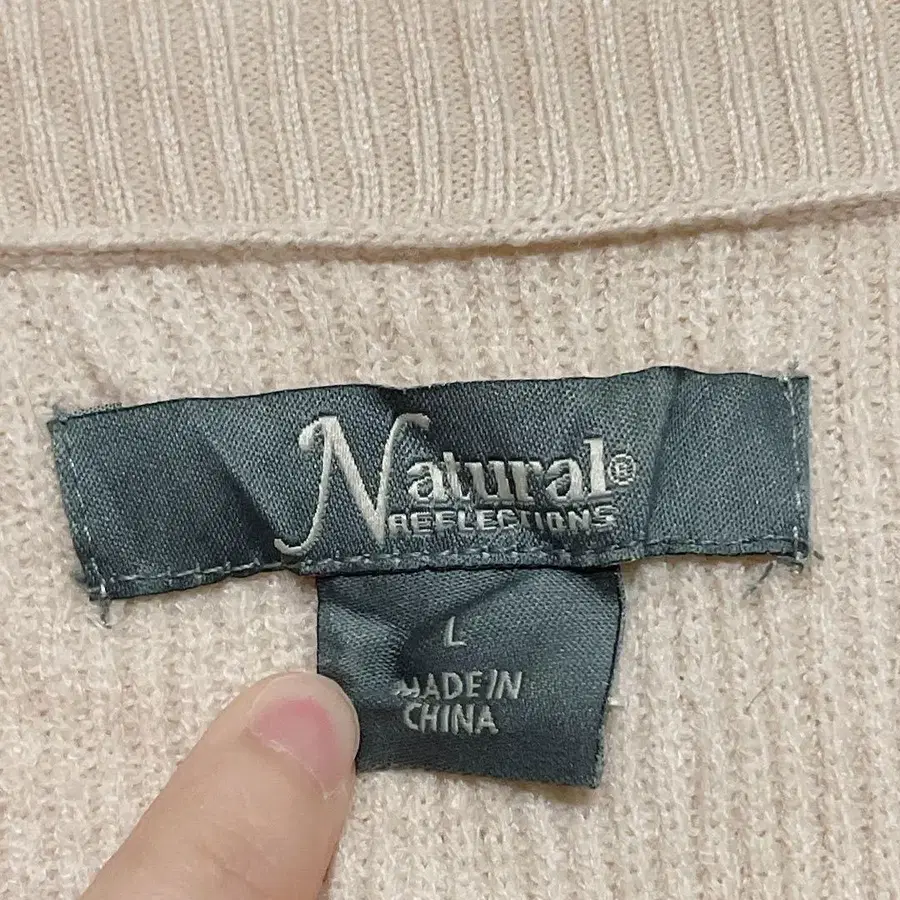 Natural®
REFLECTIONS
L
MADE IN
CHINA